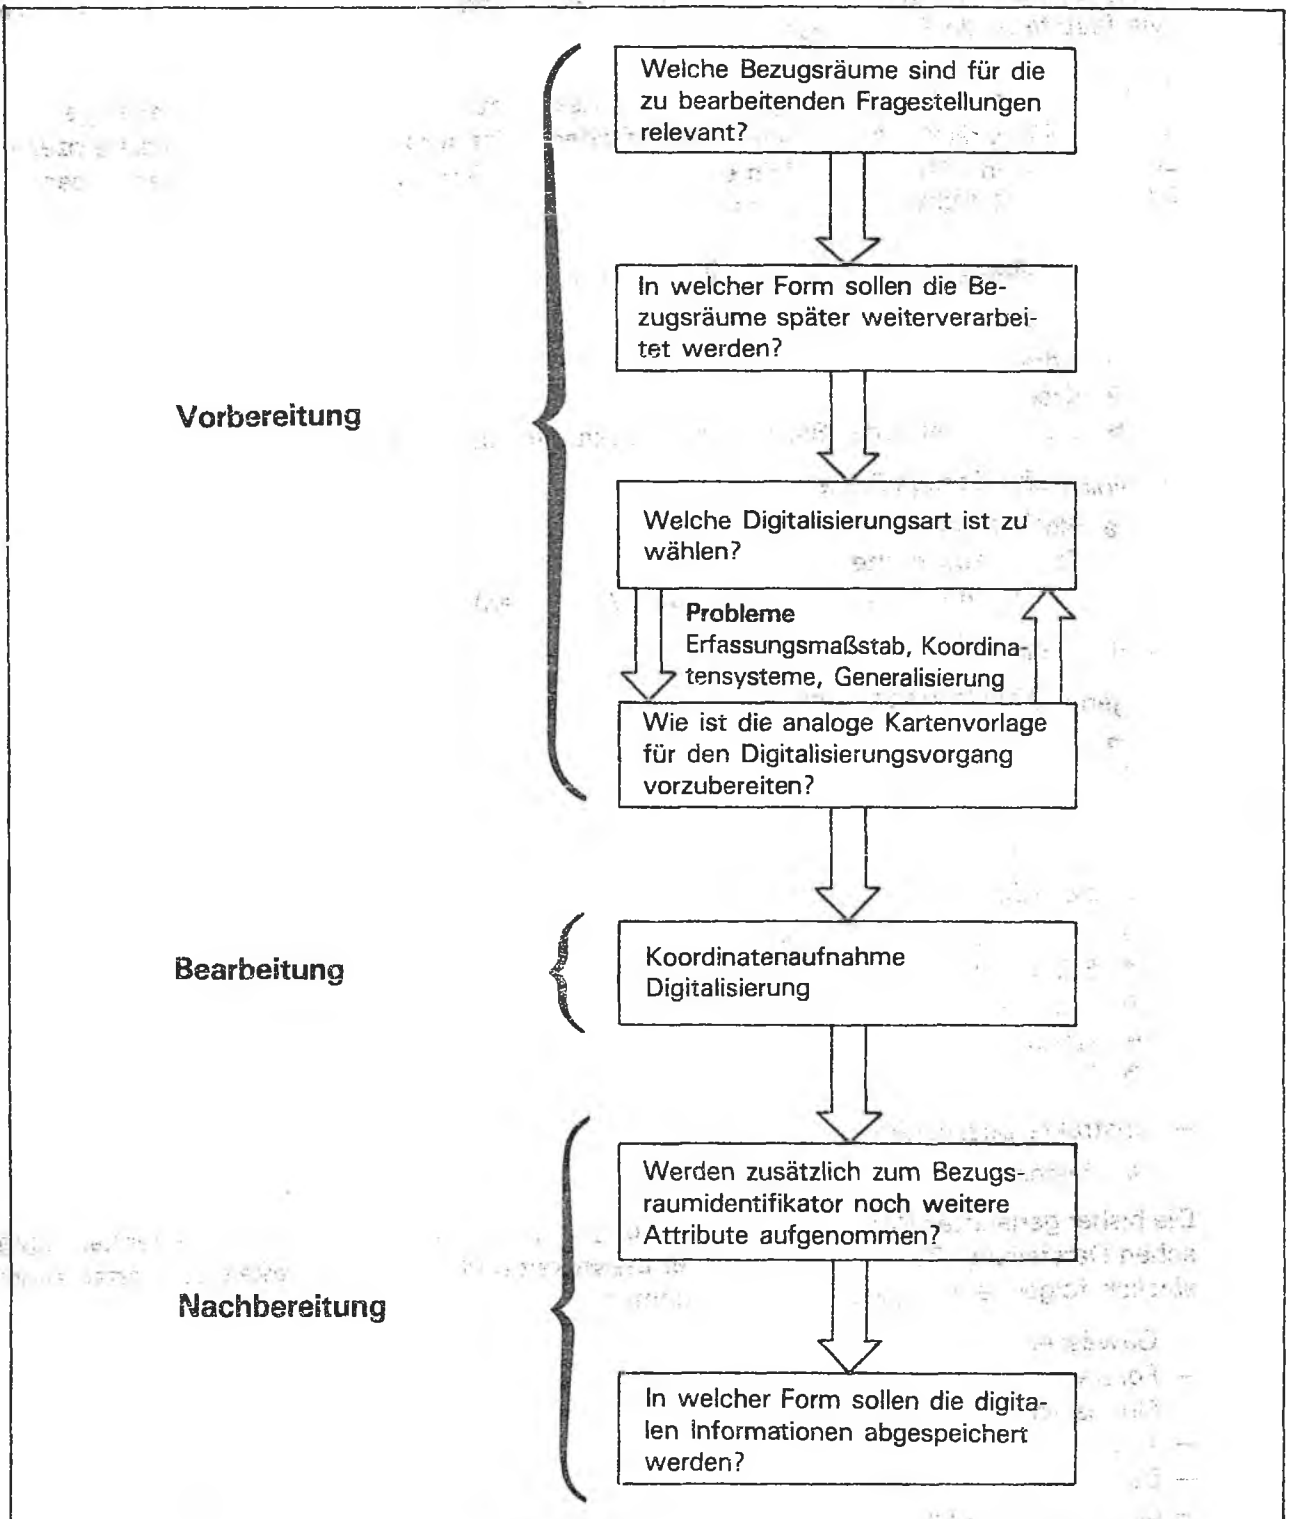 Welche Bezugsräume sind für die
zu bearbeitenden Fragestellungen
relevant?
In welcher Form sollen die Be-
zugsräume später weiterverarbei-
tet werden?
Vorbereitung
Welche Digitalisierungsart ist zu
wählen?
Probleme
Erfassungsmaßstab, Koordina-
tensysteme, Generalisierung
Wie ist die analoge Kartenvorlage
für den Digitalisierungsvorgang
vorzubereiten?
Bearbeitung
Koordinatenaufnahme
Digitalisierung
Werden zusätzlich zum Bezugs-
raumidentifikator noch weitere
Attribute aufgenommen?
Nachbereitung
In welcher Form sollen die digita-
len Informationen abgespeichert
werden?